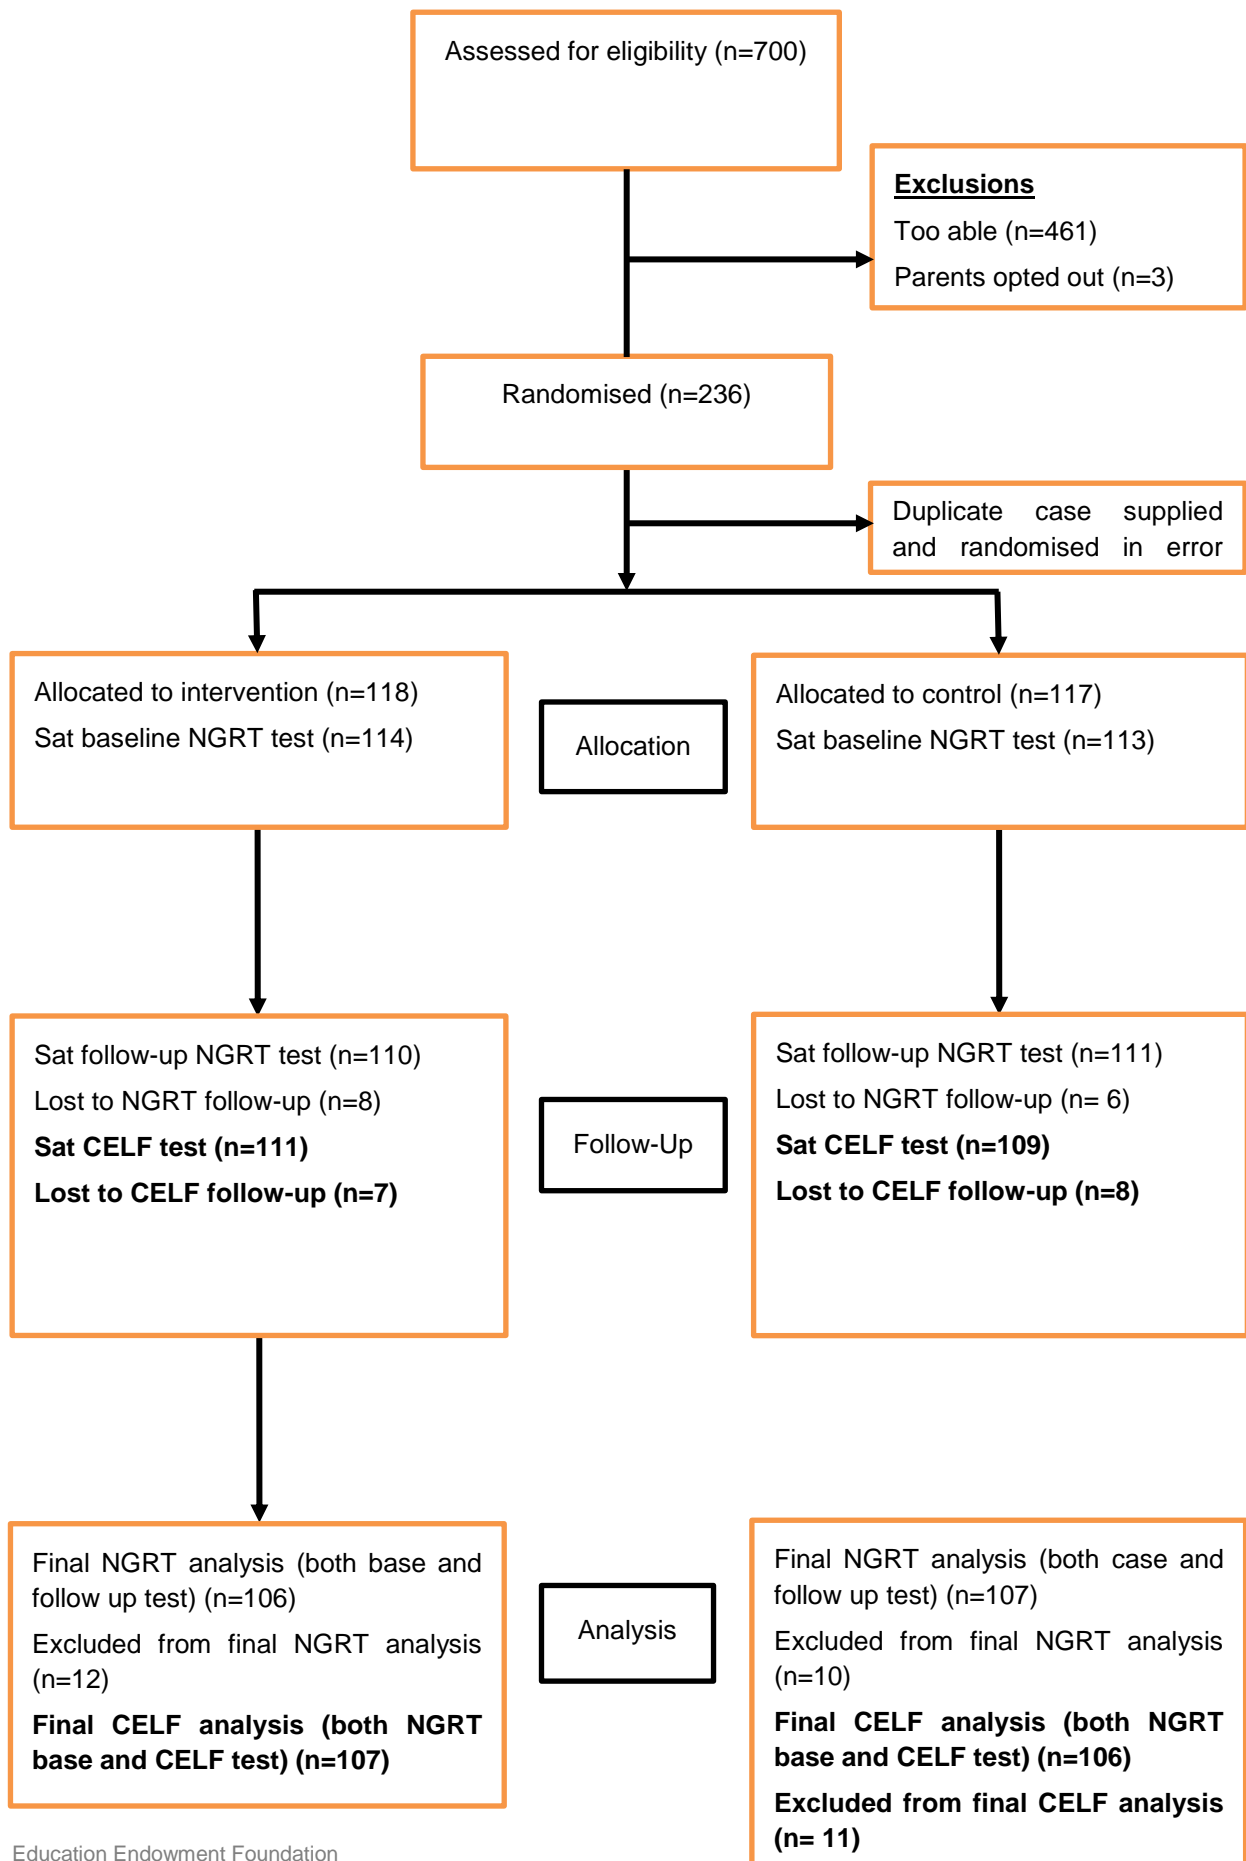 Assessed for eligibility (n=700)
Exclusions
Too able (n=461)
Parents opted out (n=3)
Randomised (n=236)
Duplicate case supplied
and randomised in error
Allocated to intervention (n=118)
Sat baseline NGRT test (n=114)
Allocation
Allocated to control (n=117)
Sat baseline NGRT test (n=113)
Sat follow-up NGRT test (n=110)
Lost to NGRT follow-up (n=8)
Sat CELF test (n=111)
Lost to CELF follow-up (n=7)
Follow-Up
Sat follow-up NGRT test (n=111)
Lost to NGRT follow-up (n= 6)
Sat CELF test (n=109)
Lost to CELF follow-up (n=8)
Final NGRT analysis (both base and
follow up test) (n=106)
Excluded from final NGRT analysis
(n=12)
Final CELF analysis (both NGRT
base and CELF test) (n=107)
Analysis
Final NGRT analysis (both case and
follow up test) (n=107)
Excluded from final NGRT analysis
(n=10)
Final CELF analysis (both NGRT
base and CELF test) (n=106)
Excluded from final CELF analysis
(n= 11)
Education Endowment Foundation